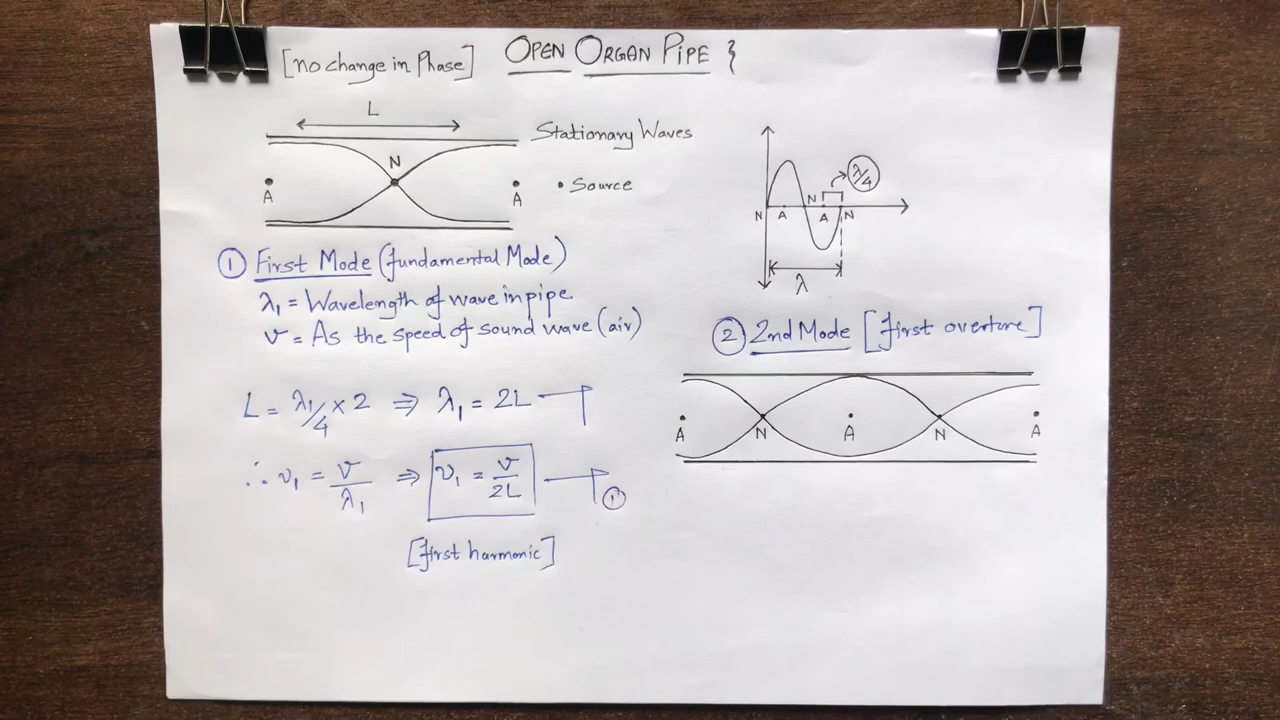 [no change in Phase] OPEN ORGAN PIPE }
L
Stationary Waves
N
A A
• Source
λ/4
N A N A N
λ
① First Mode (fundamental Mode)
λ₁ = Wavelength of wave in pipe.
v = As the speed of sound wave (air)
L = λ₁/4 × 2 ⇒ λ₁ = 2L
∴ υ₁ = v/λ₁ ⇒ υ₁ = v/2L ①
[first harmonic]
② 2nd Mode [first overtone]
A N A N A